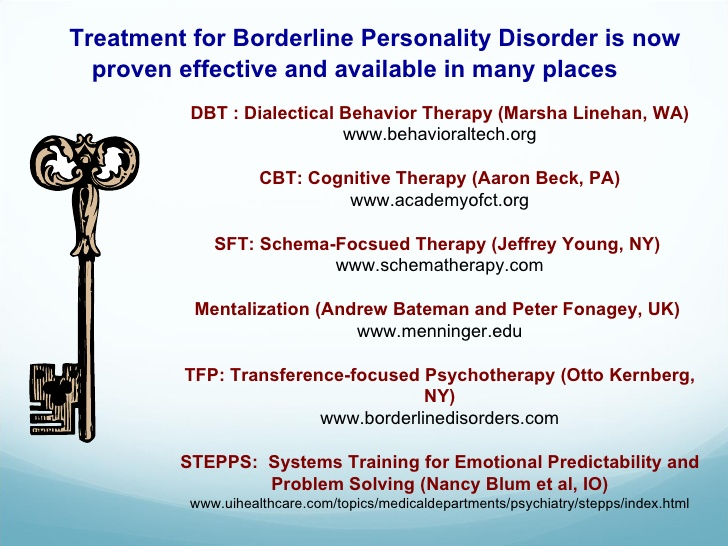 Treatment for Borderline Personality Disorder is now
proven effective and available in many places
DBT : Dialectical Behavior Therapy (Marsha Linehan, WA)
www.behavioraltech.org
CBT: Cognitive Therapy (Aaron Beck, PA)
www.academyofct.org
SFT: Schema-Focsued Therapy (Jeffrey Young, NY)
www.schematherapy.com
Mentalization (Andrew Bateman and Peter Fonagey, UK)
www.menninger.edu
TFP: Transference-focused Psychotherapy (Otto Kernberg,
NY)
www.borderlinedisorders.com
STEPPS:  Systems Training for Emotional Predictability and
Problem Solving (Nancy Blum et al, IO)
www.uihealthcare.com/topics/medicaldepartments/psychiatry/stepps/index.html